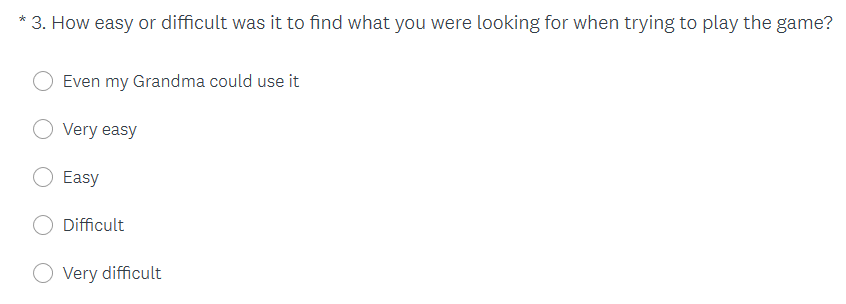 * 3. How easy or difficult was it to find what you were looking for when trying to play the game?
Even my Grandma could use it
Very easy
Easy
Difficult
Very difficult